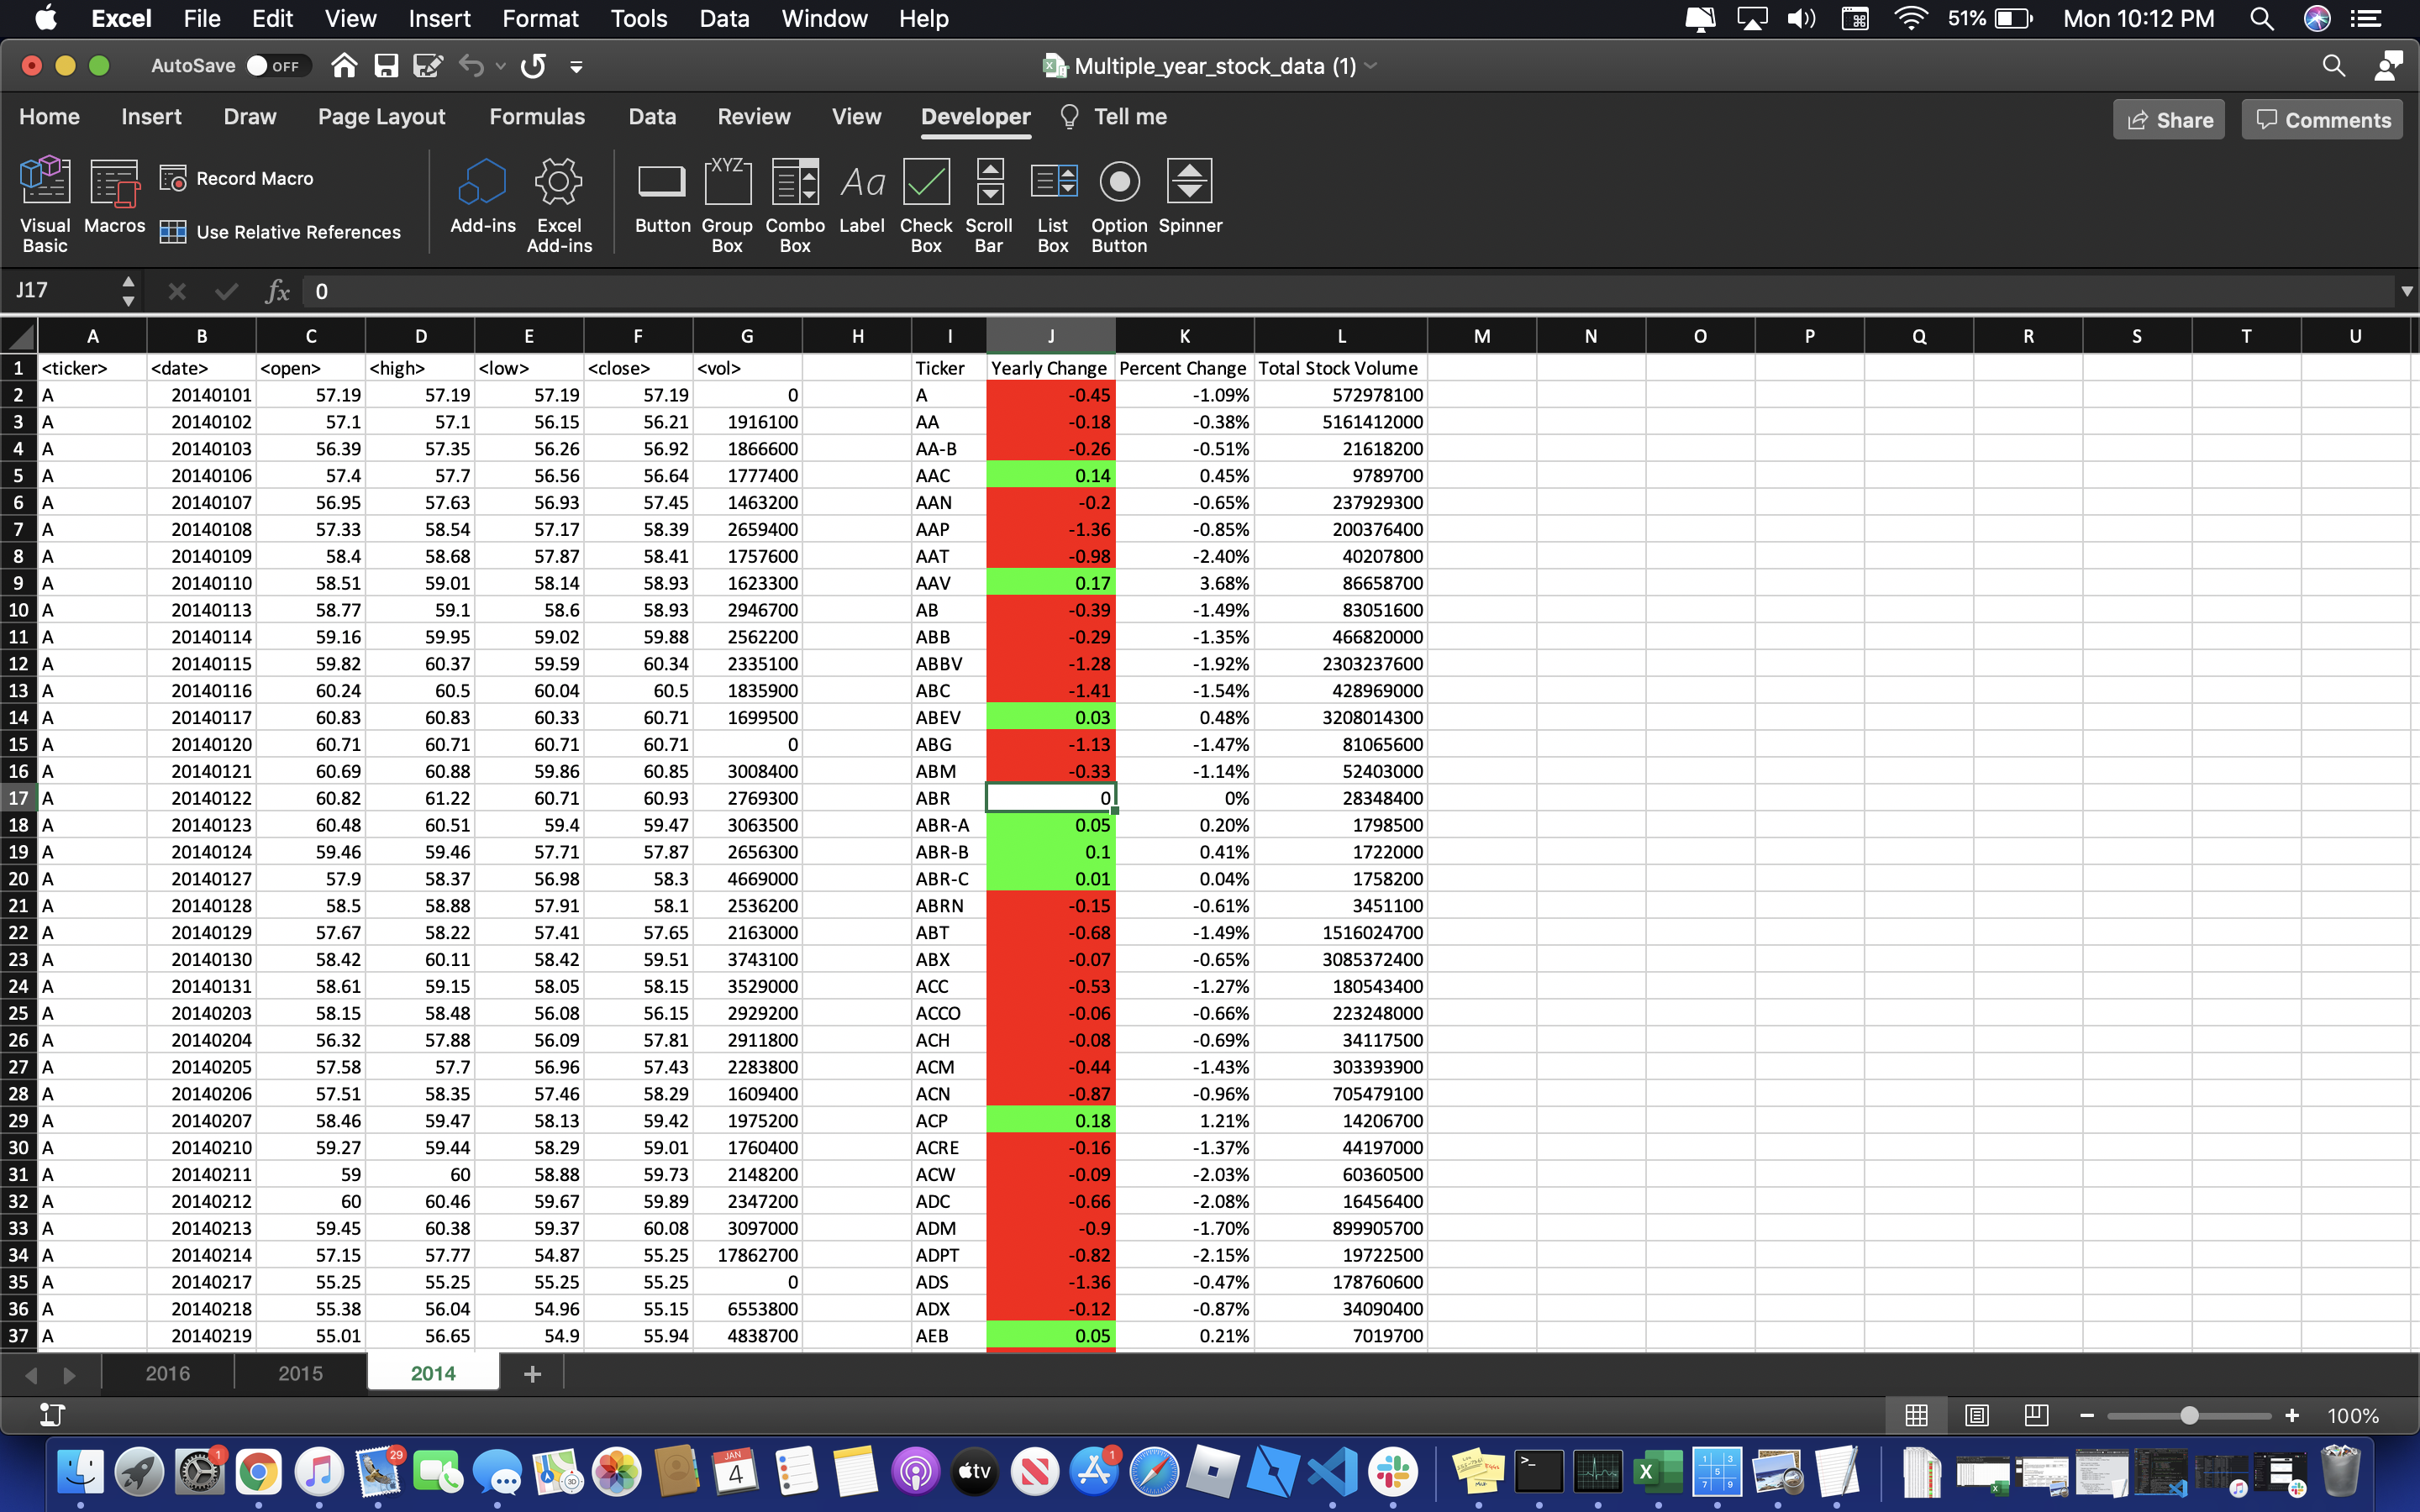 Excel File Edit View Insert Format Tools Data Window Help 51% Mon 10:12 PM
AutoSave OFF Multiple_year_stock_data (1)
Home Insert Draw Page Layout Formulas Data Review View Developer Tell me Share Comments
Visual Basic Macros Record Macro Use Relative References Add-ins Excel Add-ins Button XYZ Group Box Combo Box Aa Label Check Box Scroll Bar List Box Option Button Spinner
J17 fx 0
A B C D E F G H I J K L M N O P Q R S T U
1 <ticker> <date> <open> <high> <low> <close> <vol> Ticker Yearly Change Percent Change Total Stock Volume
2 A 20140101 57.19 57.19 57.19 57.19 0 A -0.45 -1.09% 572978100
3 A 20140102 57.1 57.1 56.15 56.21 1916100 AA -0.18 -0.38% 5161412000
4 A 20140103 56.39 57.35 56.26 56.92 1866600 AA-B -0.26 -0.51% 21618200
5 A 20140106 57.4 57.7 56.56 56.64 1777400 AAC 0.14 0.45% 9789700
6 A 20140107 56.95 57.63 56.93 57.45 1463200 AAN -0.2 -0.65% 237929300
7 A 20140108 57.33 58.54 57.17 58.39 2659400 AAP -1.36 -0.85% 200376400
8 A 20140109 58.4 58.68 57.87 58.41 1757600 AAT -0.98 -2.40% 40207800
9 A 20140110 58.51 59.01 58.14 58.93 1623300 AAV 0.17 3.68% 86658700
10 A 20140113 58.77 59.1 58.6 58.93 2946700 AB -0.39 -1.49% 83051600
11 A 20140114 59.16 59.95 59.02 59.88 2562200 ABB -0.29 -1.35% 466820000
12 A 20140115 59.82 60.37 59.59 60.34 2335100 ABBV -1.28 -1.92% 2303237600
13 A 20140116 60.24 60.5 60.04 60.5 1835900 ABC -1.41 -1.54% 428969000
14 A 20140117 60.83 60.83 60.33 60.71 1699500 ABEV 0.03 0.48% 3208014300
15 A 20140120 60.71 60.71 60.71 60.71 0 ABG -1.13 -1.47% 81065600
16 A 20140121 60.69 60.88 59.86 60.85 3008400 ABM -0.33 -1.14% 52403000
17 A 20140122 60.82 61.22 60.71 60.93 2769300 ABR 0 0% 28348400
18 A 20140123 60.48 60.51 59.4 59.47 3063500 ABR-A 0.05 0.20% 1798500
19 A 20140124 59.46 59.46 57.71 57.87 2656300 ABR-B 0.1 0.41% 1722000
20 A 20140127 57.9 58.37 56.98 58.3 4669000 ABR-C 0.01 0.04% 1758200
21 A 20140128 58.5 58.88 57.91 58.1 2536200 ABRN -0.15 -0.61% 3451100
22 A 20140129 57.67 58.22 57.41 57.65 2163000 ABT -0.68 -1.49% 1516024700
23 A 20140130 58.42 60.11 58.42 59.51 3743100 ABX -0.07 -0.65% 3085372400
24 A 20140131 58.61 59.15 58.05 58.15 3529000 ACC -0.53 -1.27% 180543400
25 A 20140203 58.15 58.48 56.08 56.15 2929200 ACCO -0.06 -0.66% 223248000
26 A 20140204 56.32 57.88 56.09 57.81 2911800 ACH -0.08 -0.69% 34117500
27 A 20140205 57.58 57.7 56.96 57.43 2283800 ACM -0.44 -1.43% 303393900
28 A 20140206 57.51 58.35 57.46 58.29 1609400 ACN -0.87 -0.96% 705479100
29 A 20140207 58.46 59.47 58.13 59.42 1975200 ACP 0.18 1.21% 14206700
30 A 20140210 59.27 59.44 58.29 59.01 1760400 ACRE -0.16 -1.37% 44197000
31 A 20140211 59 60 58.88 59.73 2148200 ACW -0.09 -2.03% 60360500
32 A 20140212 60 60.46 59.67 59.89 2347200 ADC -0.66 -2.08% 16456400
33 A 20140213 59.45 60.38 59.37 60.08 3097000 ADM -0.9 -1.70% 899905700
34 A 20140214 57.15 57.77 54.87 55.25 17862700 ADPT -0.82 -2.15% 19722500
35 A 20140217 55.25 55.25 55.25 55.25 0 ADS -1.36 -0.47% 178760600
36 A 20140218 55.38 56.04 54.96 55.15 6553800 ADX -0.12 -0.87% 34090400
37 A 20140219 55.01 56.65 54.9 55.94 4838700 AEB 0.05 0.21% 7019700
2016 2015 2014 +
100%
1 29 JAN 4 tv 1